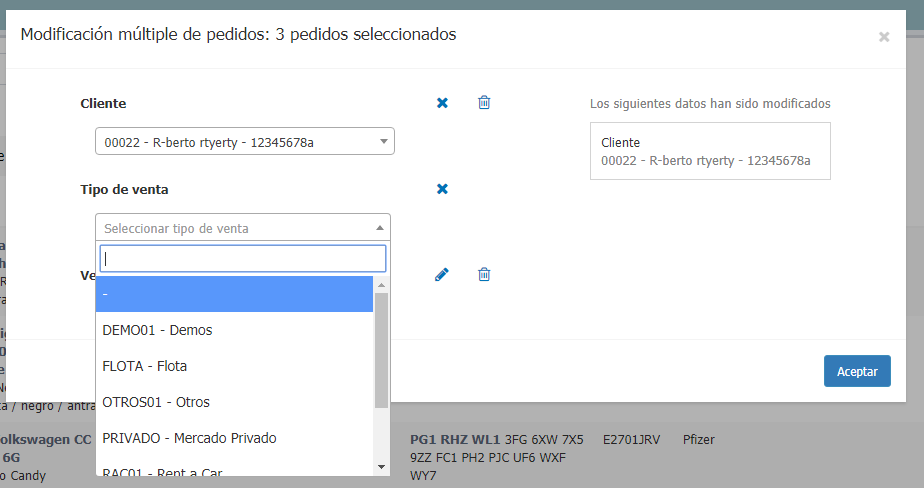 Modificación múltiple de pedidos: 3 pedidos seleccionados
Cliente
00022 - R-berto rtyerty - 12345678a
Tipo de venta
Seleccionar tipo de venta
Ve
-
DEMO01 - Demos
FLOTA - Flota
OTROS01 - Otros
PRIVADO - Mercado Privado
RAC01 - Rent a Car
Los siguientes datos han sido modificados
Cliente
00022 - R-berto rtyerty - 12345678a
Aceptar
ta / negro / antra
olkswagen CC
6G
o Candy
PG1 RHZ WL1 3FG 6XW 7X5
9ZZ FC1 PH2 PJC UF6 WXF
WY7
E2701JRV
Pfizer